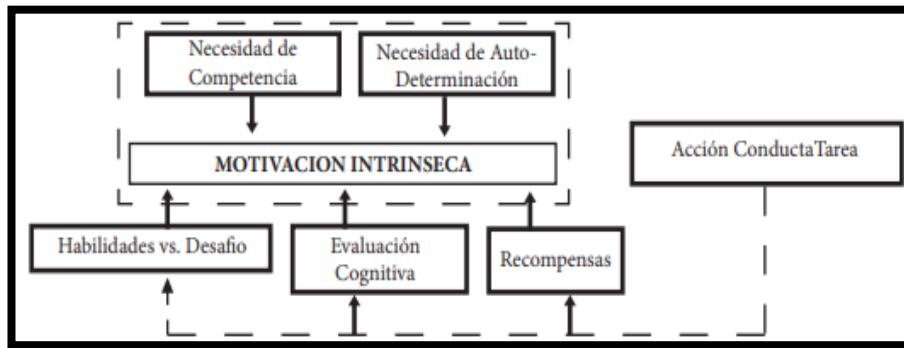 Necesidad de
Competencia
Necesidad de Auto-
Determinación
MOTIVACION INTRINSECA
Acción ConductaTarea
Habilidades vs. Desafio
Evaluación
Cognitiva
Recompensas